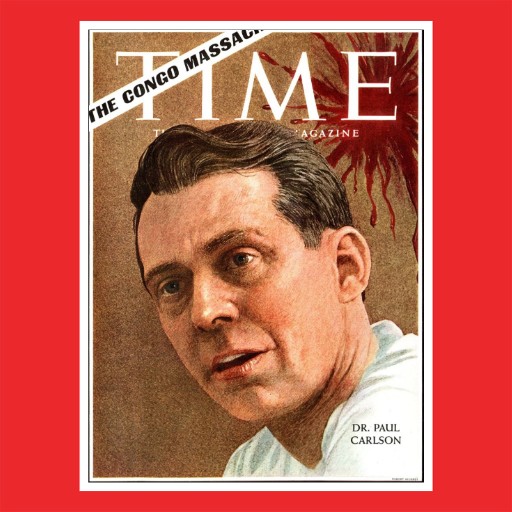 THE CONGO MASSAC
TIME
MAGAZINE
DR. PAUL
CARLSON